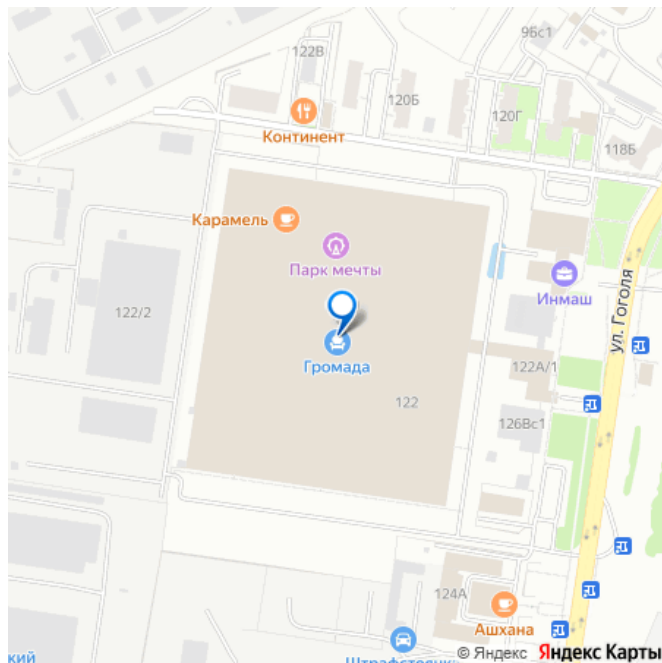 9Бс1
122В
120Б
Континент
120Г
118Б
Карамель
Парк мечты
Инмаш
122/2
ул. Гоголя
Громада
122А/1
122
126Вс1
124А
Ашхана
© Яндекс Яндекс Карты